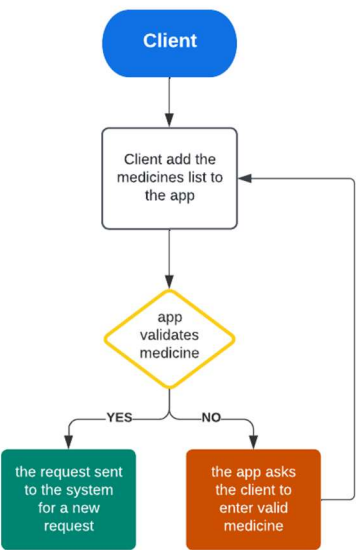 Client
Client add the
medicines list to
the app
app
validates
medicine
YES
NO
the request sent
to the system
for a new
request
the app asks
the client to
enter valid
medicine